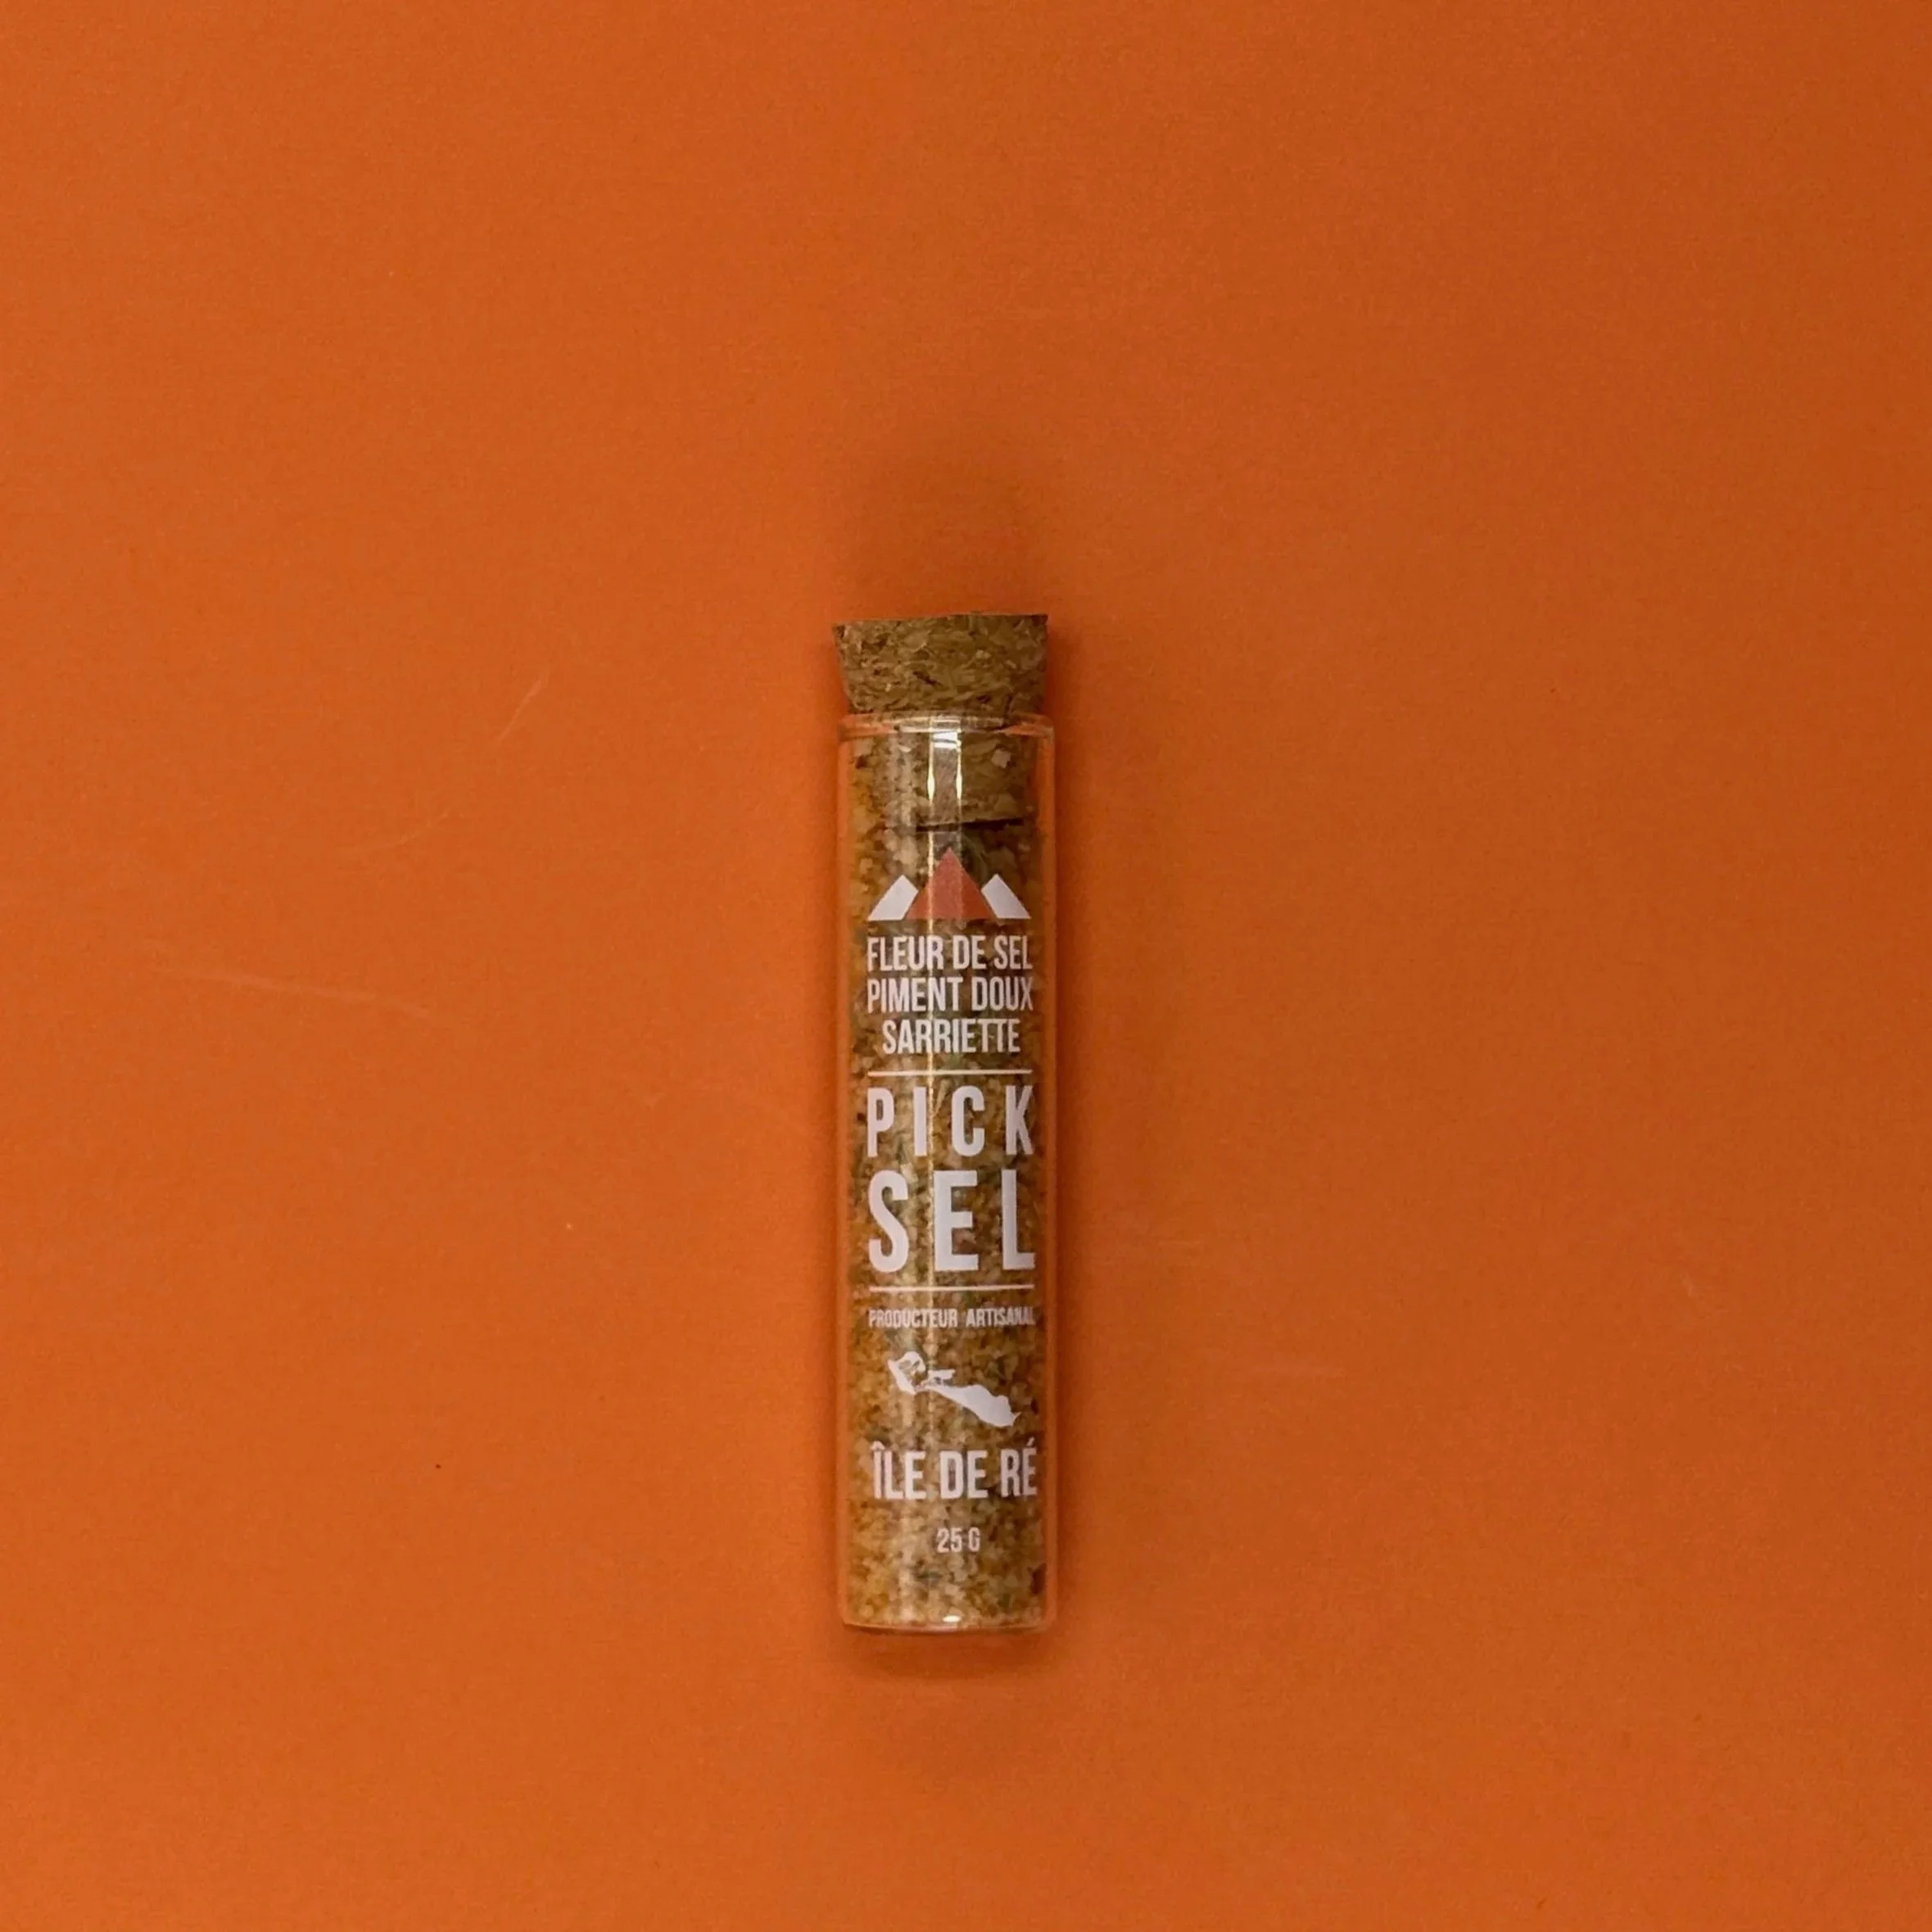 FLEUR DE SEL
PIMENT DOUX
SARRIETTE
PICK
SEL
PRODUCTEUR ARTISANAL
ÎLE DE RÉ
25 G